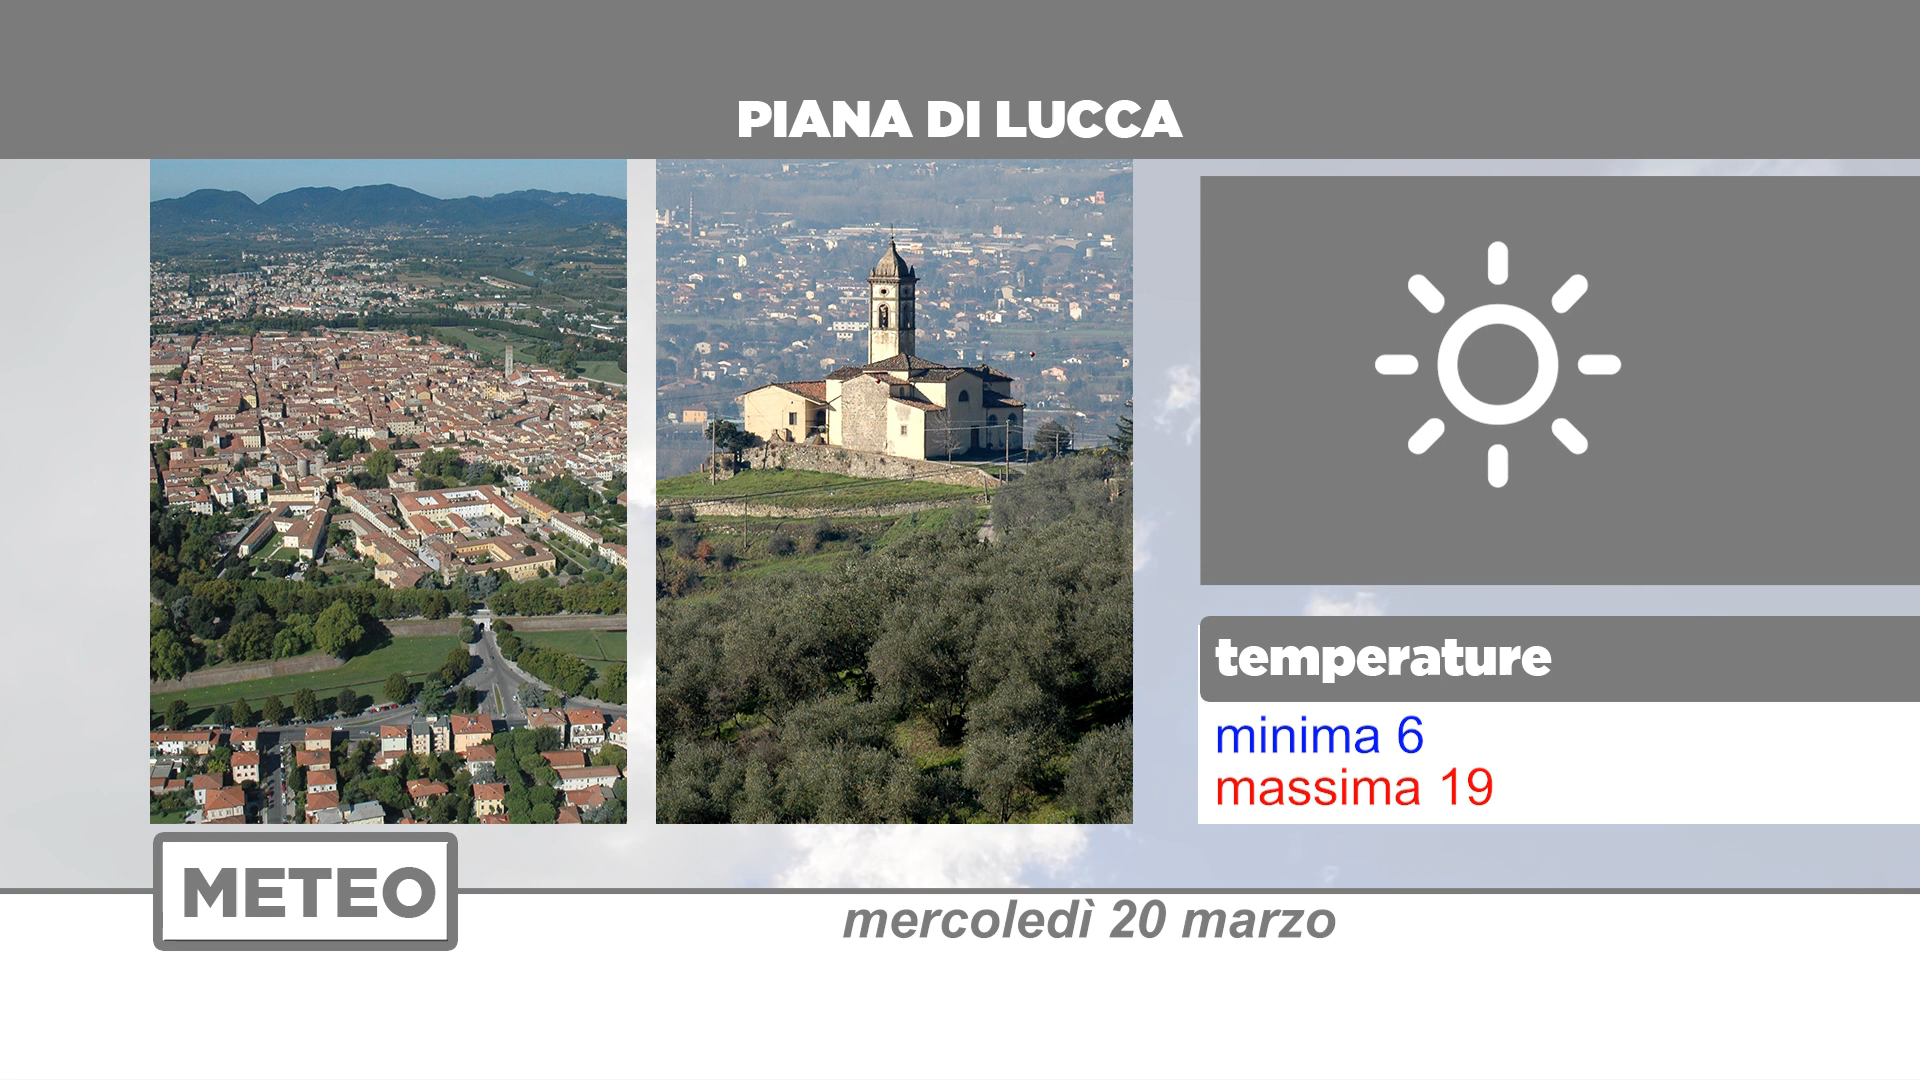 PIANA DI LUCCA
temperature
minima 6
massima 19
METEO
mercoledì 20 marzo